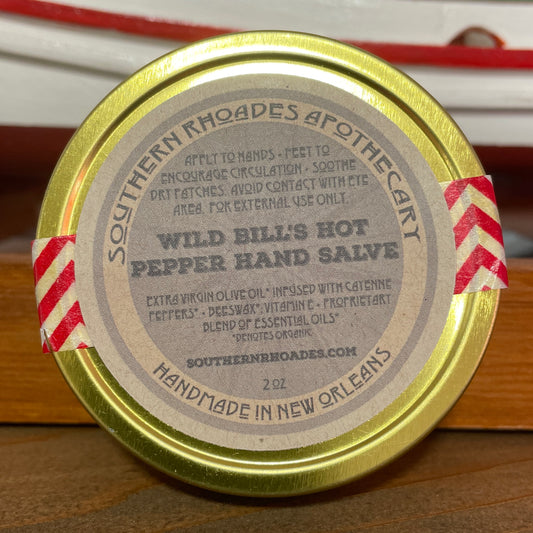 SOUTHERN RHOADES APOTHECARY
APPLY TO HANDS - FEET TO
ENCOURAGE CIRCULATION - SOOTHE
DRY PATCHES. AVOID CONTACT WITH EYE
AREA. FOR EXTERNAL USE ONLY.
WILD BILL'S HOT
PEPPER HAND SALVE
EXTRA VIRGIN OLIVE OIL* INFUSED WITH CAYENNE
PEPPERS* - BEESWAX*; VITAMIN E - PROPRIETARY
BLEND OF ESSENTIAL OILS*
*DENOTES ORGANIC
SOUTHERNRHOADES.COM
2 OZ
HANDMADE IN NEW ORLEANS